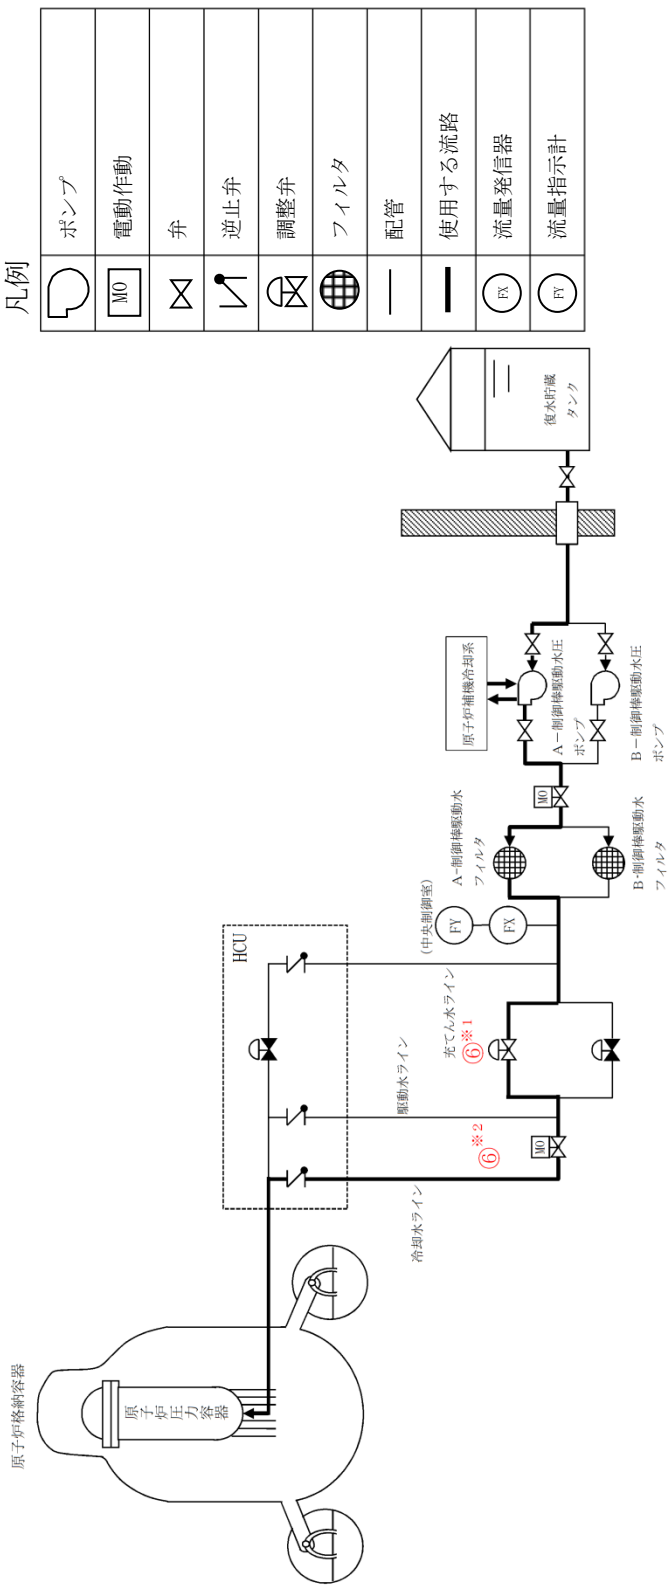 凡例
ポンプ
MO
電動作動
弁
逆止弁
調整弁
フィルタ
配管
使用する流路
FX
流量発信器
FY
流量指示計
原子炉格納容器
原子炉圧力容器
HCU
冷却水ライン
駆動水ライン
充てん水ライン
⑥※1
⑥※2
MO
(中央制御室)
FY
FX
A-制御棒駆動水
フィルタ
B-制御棒駆動水
フィルタ
MO
原子炉補機冷却系
A-制御棒駆動水圧
ポンプ
B-制御棒駆動水圧
ポンプ
復水貯蔵
タンク